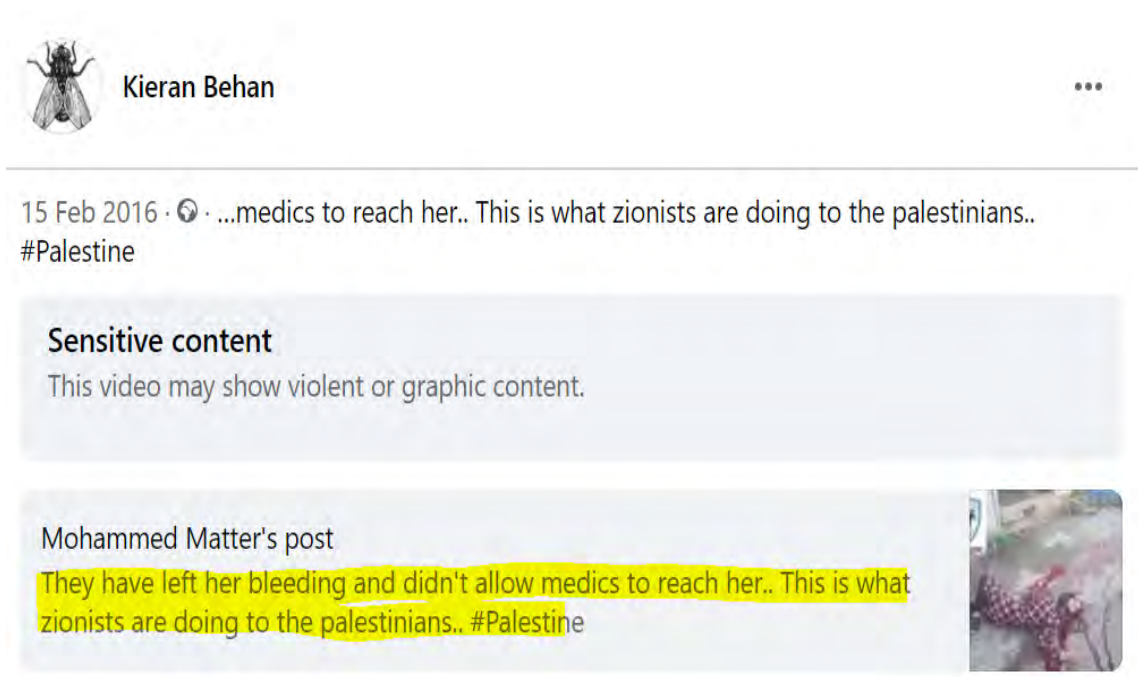 Kieran Behan
15 Feb 2016 · ...medics to reach her.. This is what zionists are doing to the palestinians..
#Palestine
Sensitive content
This video may show violent or graphic content.
Mohammed Matter's post
They have left her bleeding and didn't allow medics to reach her.. This is what
zionists are doing to the palestinians.. #Palestine